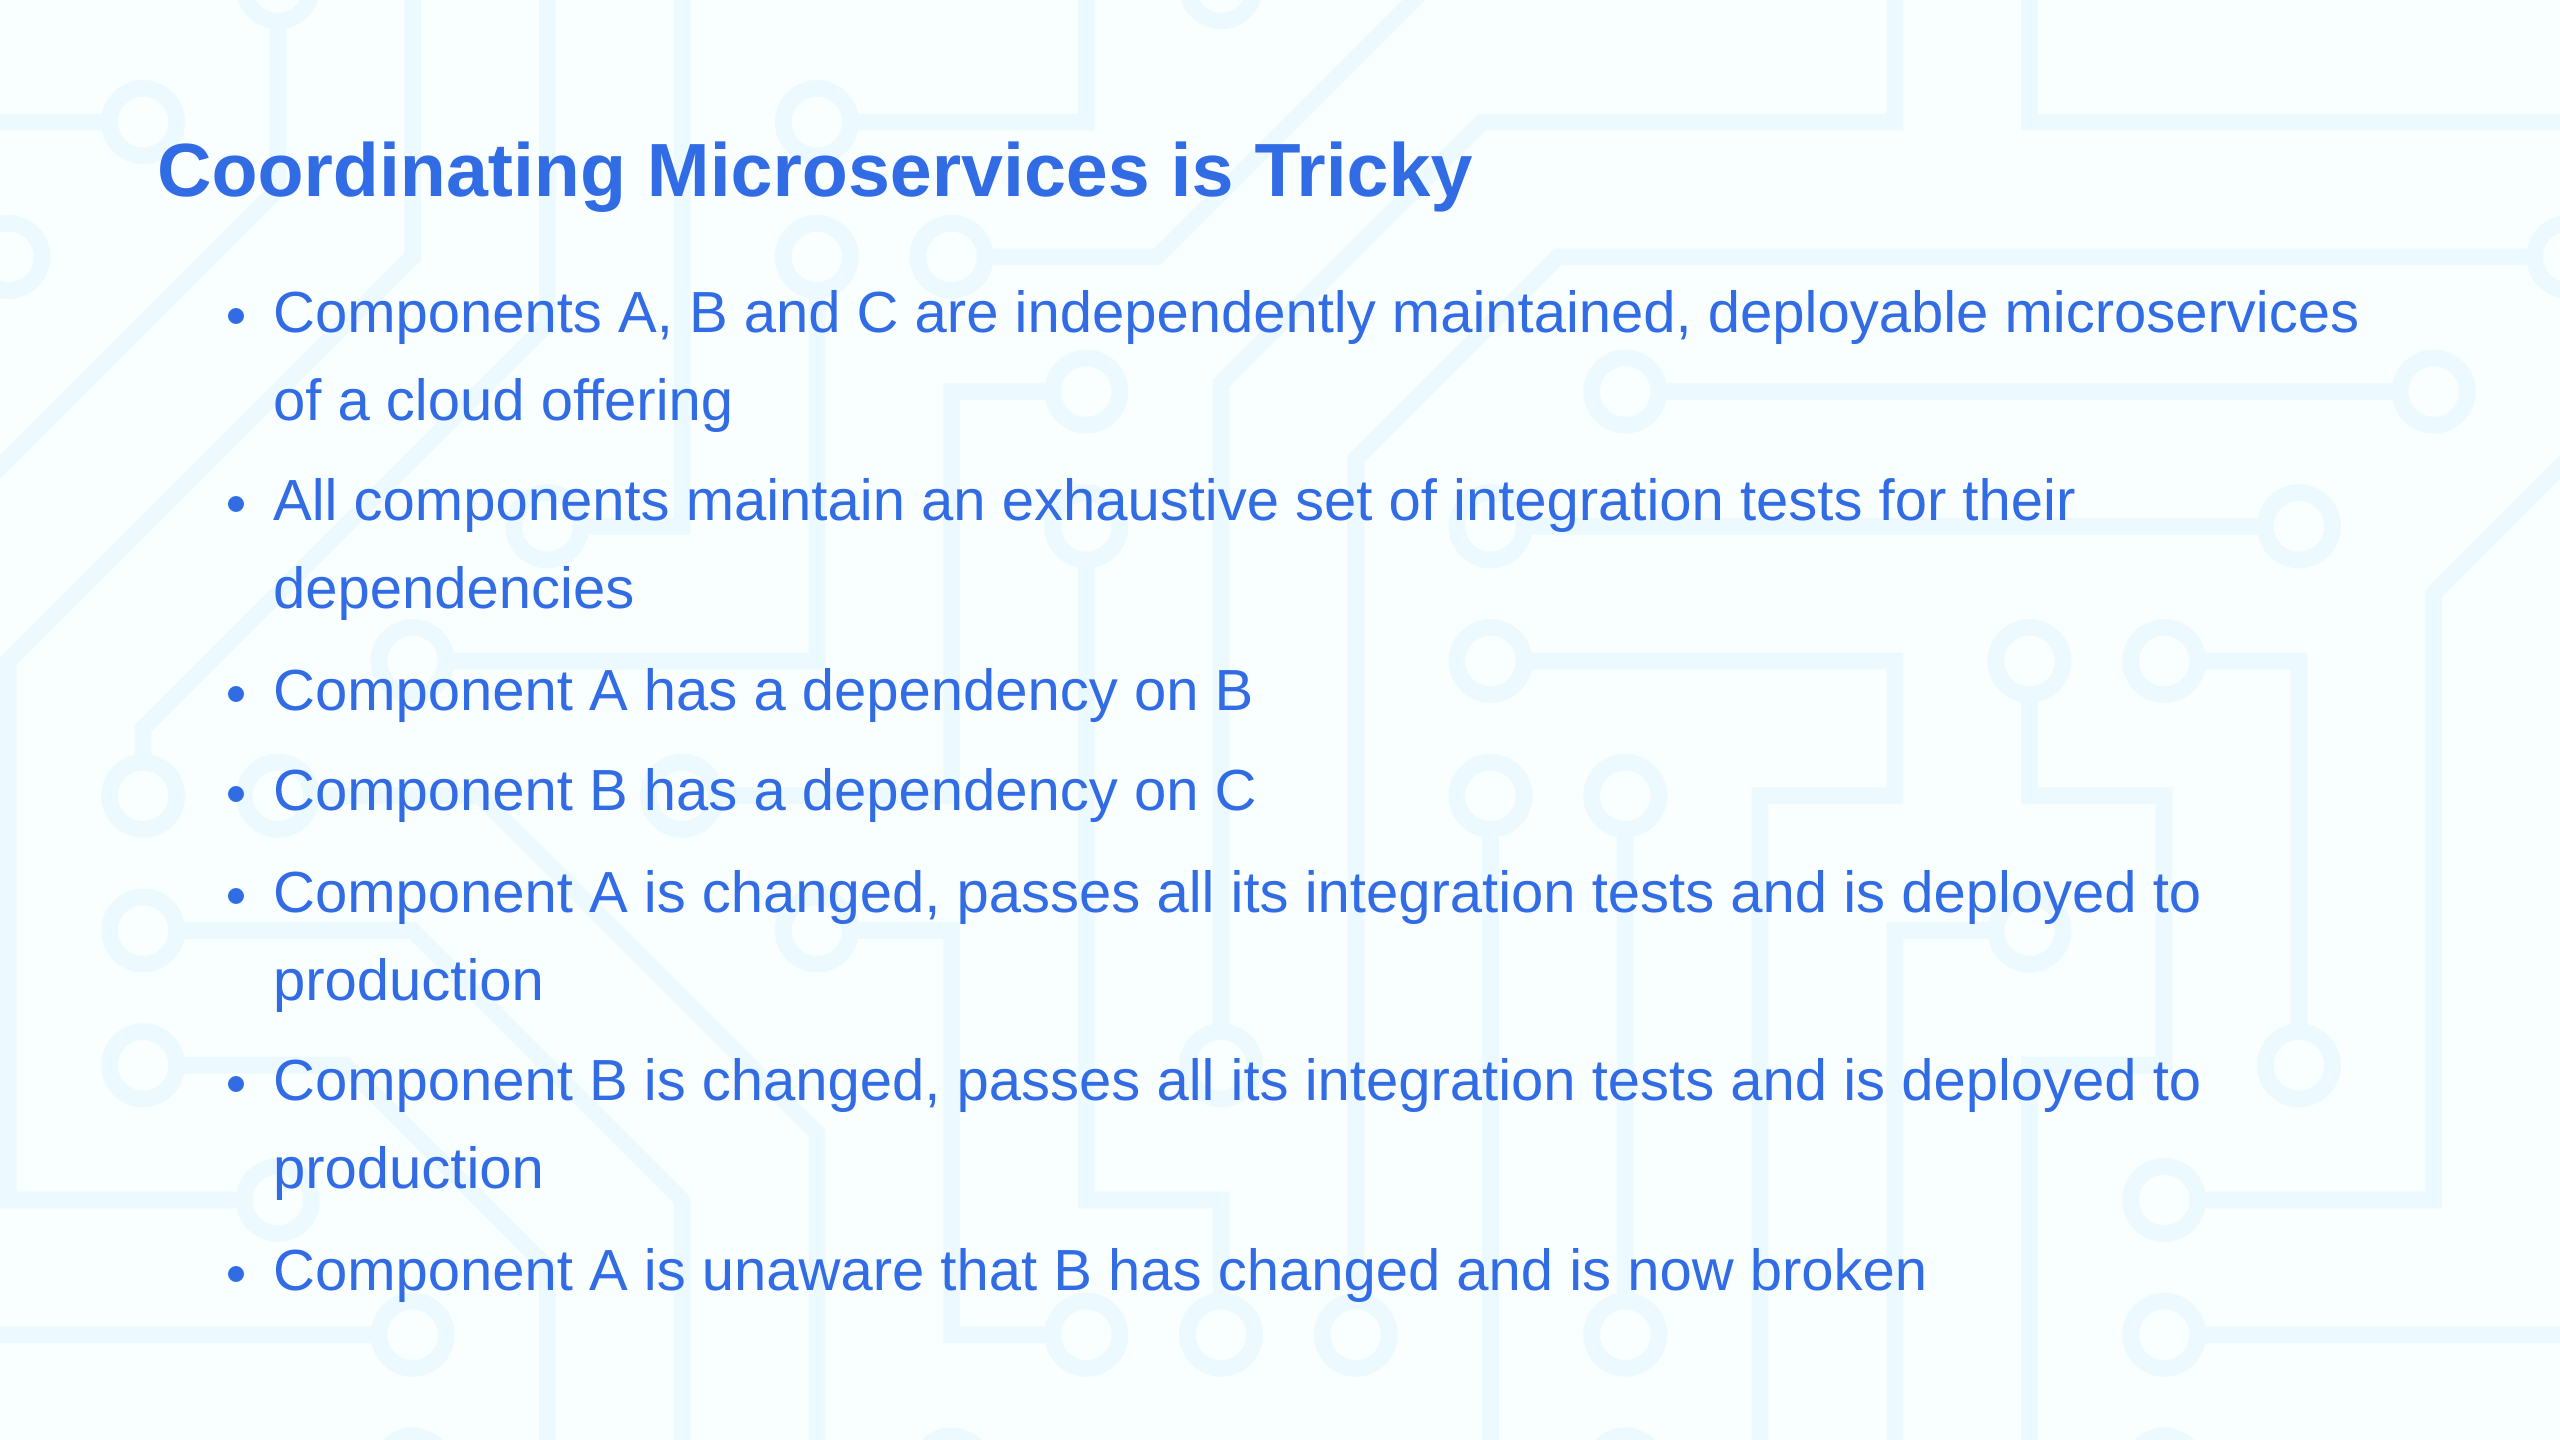 Coordinating Microservices is Tricky
• Components A, B and C are independently maintained, deployable microservices
of a cloud offering
• All components maintain an exhaustive set of integration tests for their
dependencies
• Component A has a dependency on B
• Component B has a dependency on C
• Component A is changed, passes all its integration tests and is deployed to
production
• Component B is changed, passes all its integration tests and is deployed to
production
• Component A is unaware that B has changed and is now broken